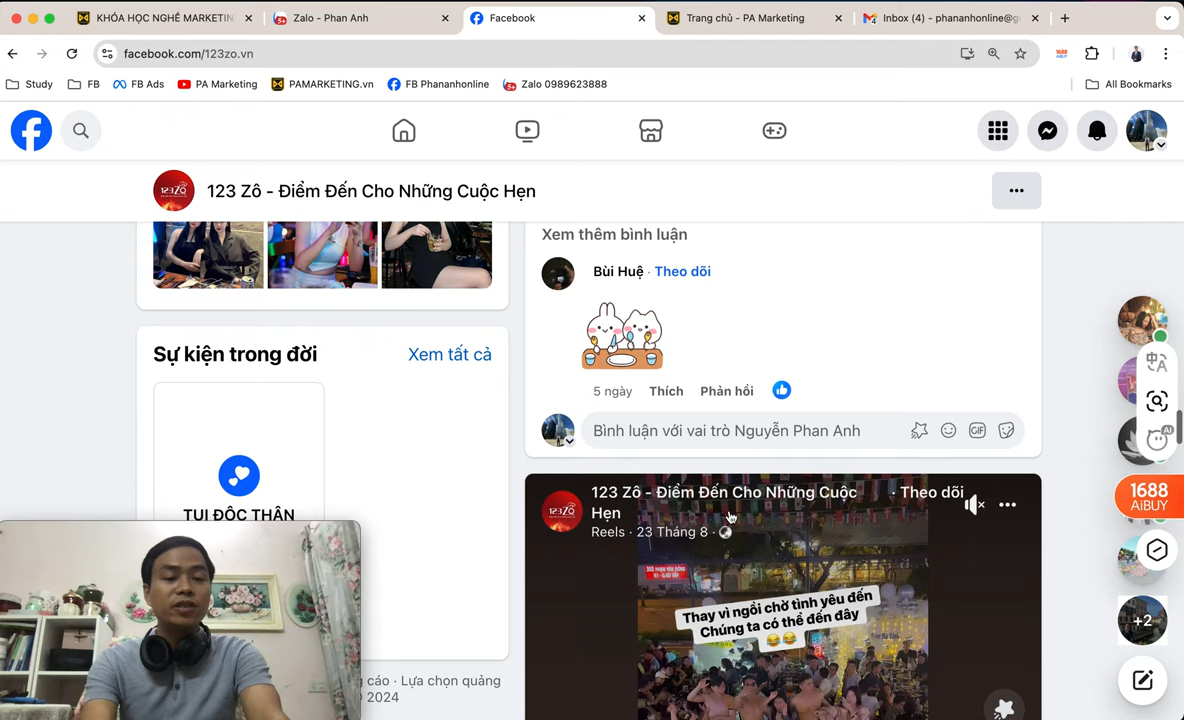 KHÓA HỌC NGHỀ MARKETIN
Zalo - Phan Anh
Facebook
Trang chủ - PA Marketing
Inbox (4) - phananhonline@g
facebook.com/123zo.vn
Study
FB
FB Ads
PA Marketing
PAMARKETING.vn
FB Phananhonline
Zalo 0989623888
All Bookmarks
123 Zô - Điểm Đến Cho Những Cuộc Hẹn
Xem thêm bình luận
Bùi Huệ · Theo dõi
5 ngày Thích Phản hồi
Bình luận với vai trò Nguyễn Phan Anh
Sự kiện trong đời
Xem tất cả
TUI ĐỘC THÂN
cáo · Lựa chọn quảng
2024
123 Zô - Điểm Đến Cho Những Cuộc Hẹn · Theo dõi
Reels · 23 Tháng 8
Thay vì ngồi chờ tình yêu đến
Chúng ta có thể đến đây
1688
AiBUY
+2
GIF
AI
123ZÔ